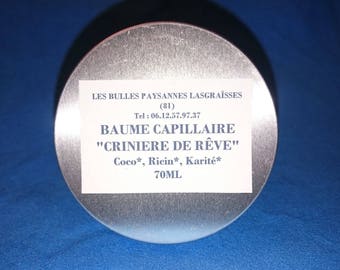 LES BULLES PAYSANNES LASGRAÏSSES
(81)
Tel : 06.12.57.97.37
BAUME CAPILLAIRE
"CRINIERE DE RÊVE"
Coco*, Ricin*, Karité*
70ML